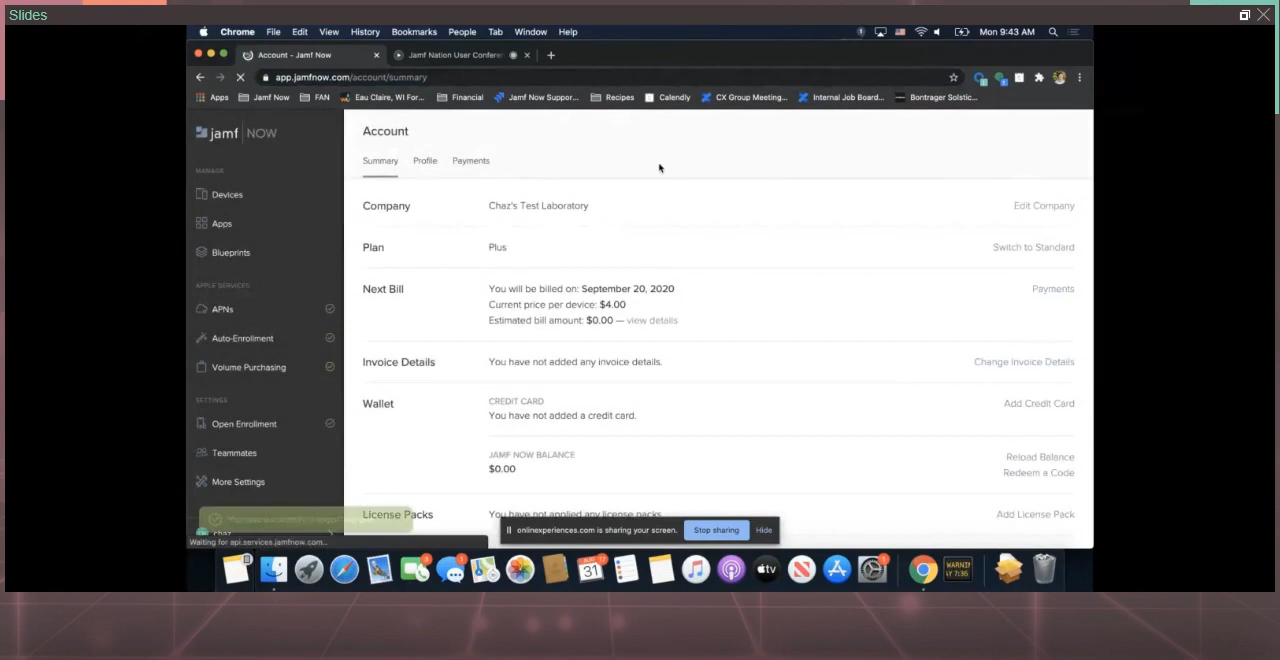 Slides
Chrome File Edit View History Bookmarks People Tab Window Help Mon 9:43 AM
Account - Jamf Now Jamf Nation User Conferen
app.jamfnow.com/account/summary
Apps Jamf Now FAN Eau Claire, WI For... Financial Jamf Now Suppor... Recipes Calendly CX Group Meeting... Internal Job Board... Bontrager Solstic...
jamf NOW
MANAGE
Devices
Apps
Blueprints
APPLE SERVICES
APNs
Auto-Enrollment
Volume Purchasing
SETTINGS
Open Enrollment
Teammates
More Settings
chaz
Waiting for api.services.jamfnow.com...
Account
Summary Profile Payments
Company Chaz's Test Laboratory Edit Company
Plan Plus Switch to Standard
Next Bill You will be billed on: September 20, 2020 Payments
Current price per device: $4.00
Estimated bill amount: $0.00 — view details
Invoice Details You have not added any invoice details. Change Invoice Details
Wallet CREDIT CARD Add Credit Card
You have not added a credit card.
JAMF NOW BALANCE Reload Balance
$0.00 Redeem a Code
License Packs You have not applied any license packs Add License Pack
onlinexperiences.com is sharing your screen. Stop sharing Hide
31
tv
WARNIN
Y 7:36